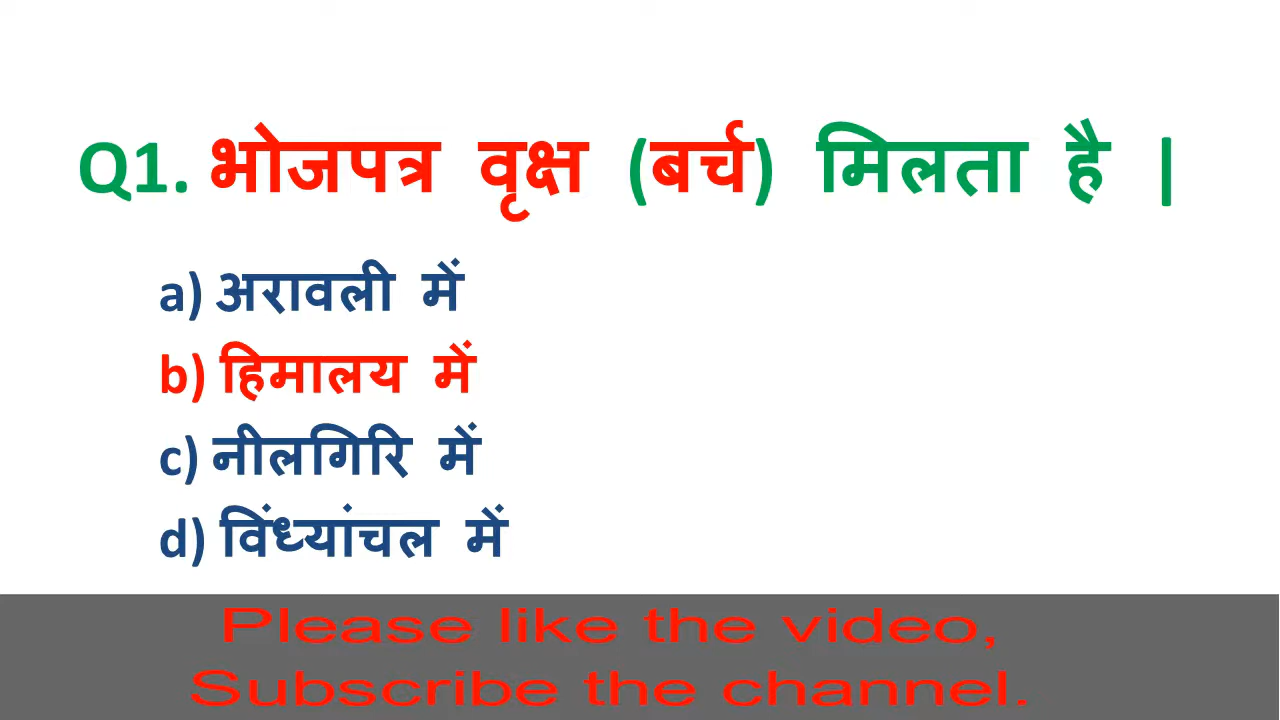 Q1. भोजपत्र वृक्ष (बर्च) मिलता है |
a) अरावली में
b) हिमालय में
c) नीलगिरि में
d) विंध्यांचल में
Please like the video,
Subscribe the channel.